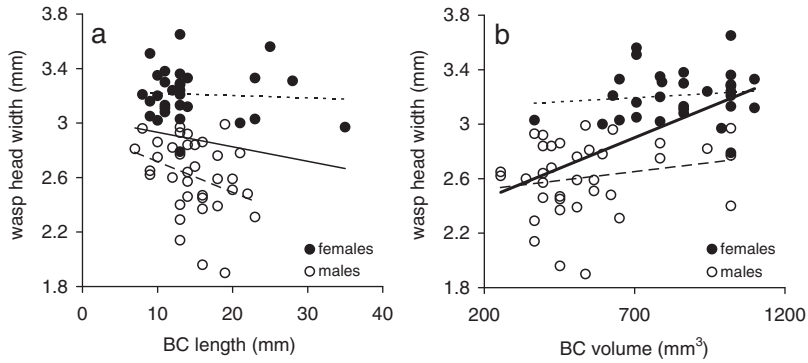 a
wasp head width (mm)
3.8
3.4
3
2.6
2.2
1.8
0
10
20
30
40
BC length (mm)
females
males
b
wasp head width (mm)
3.8
3.4
3
2.6
2.2
1.8
200
700
1200
BC volume (mm³)
females
males